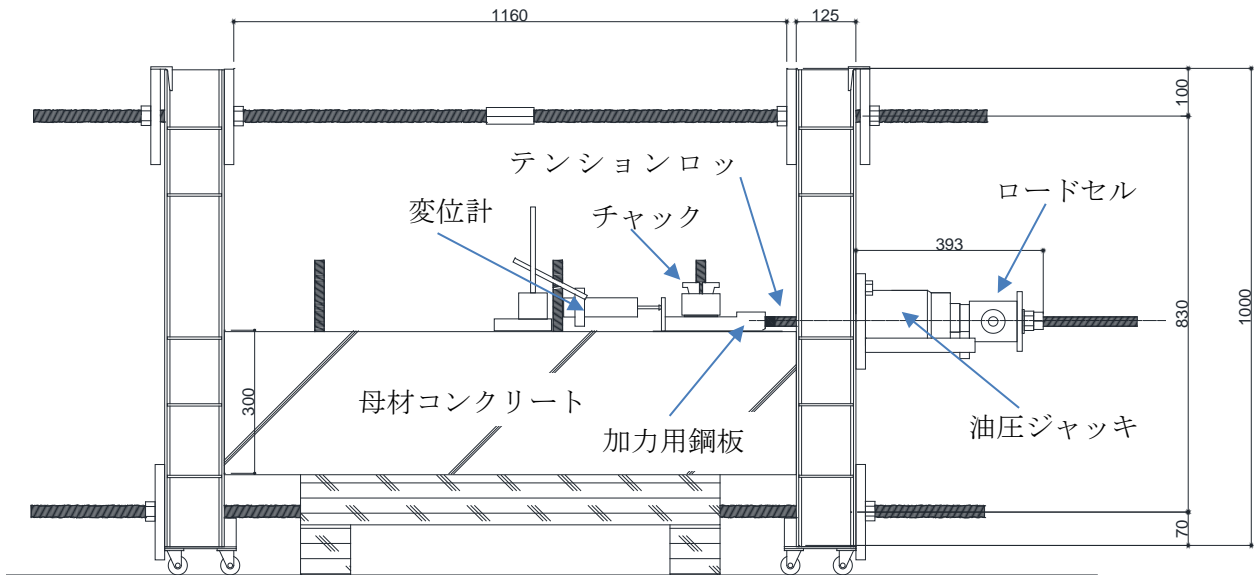 1160
125
100
テンションロッ
ロードセル
変位計
チャック
393
830
1000
300
母材コンクリート
加力用鋼板
油圧ジャッキ
70